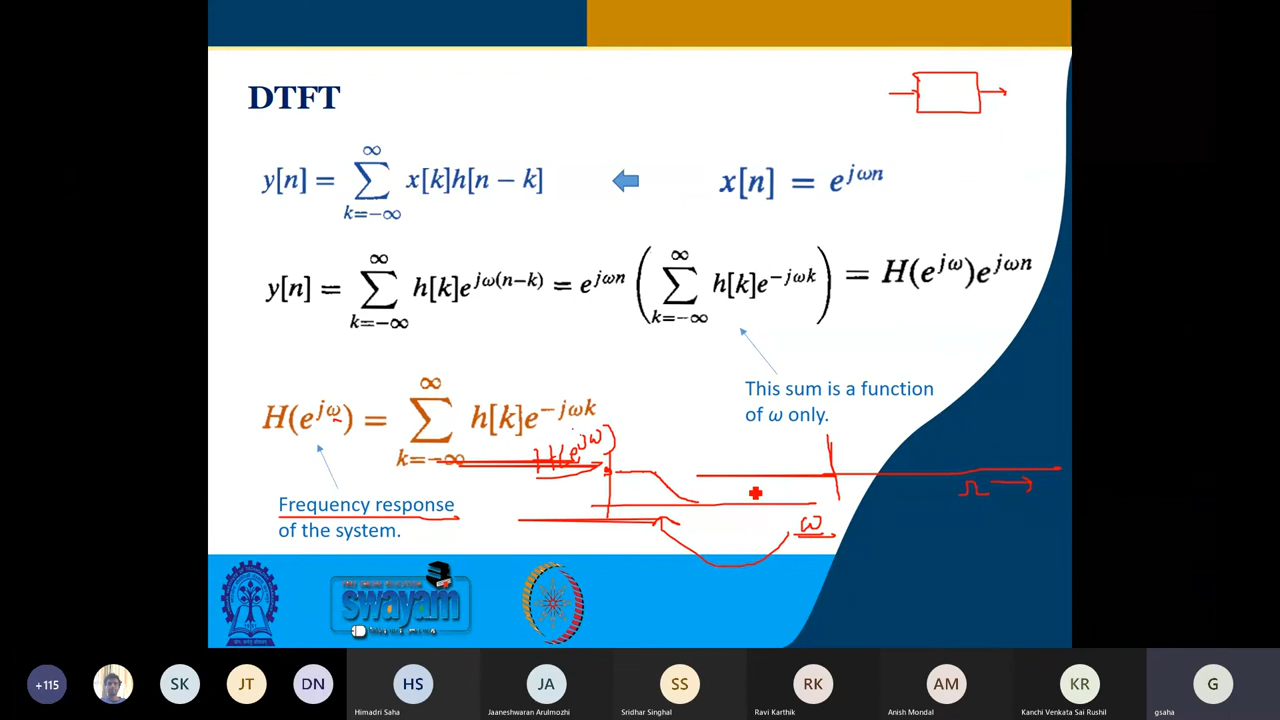 DTFT
y[n] = ∑_{k=−∞}^{∞} x[k]h[n − k]
x[n] = e^{jωn}
y[n] = ∑_{k=−∞}^{∞} h[k]e^{jω(n−k)} = e^{jωn} ( ∑_{k=−∞}^{∞} h[k]e^{−jωk} ) = H(e^{jω})e^{jωn}
This sum is a function
of ω only.
H(e^{jω}) = ∑_{k=−∞}^{∞} h[k]e^{−jωk}
H(e^{jω})
Ω
Frequency response
of the system.
ω
swayam
+115
SK
JT
DN
HS
Himadri Saha
JA
Jaaneshwaran Arulmozhi
SS
Sridhar Singhal
RK
Ravi Karthik
AM
Anish Mondal
KR
Kanchi Venkata Sai Rushil
G
gsaha